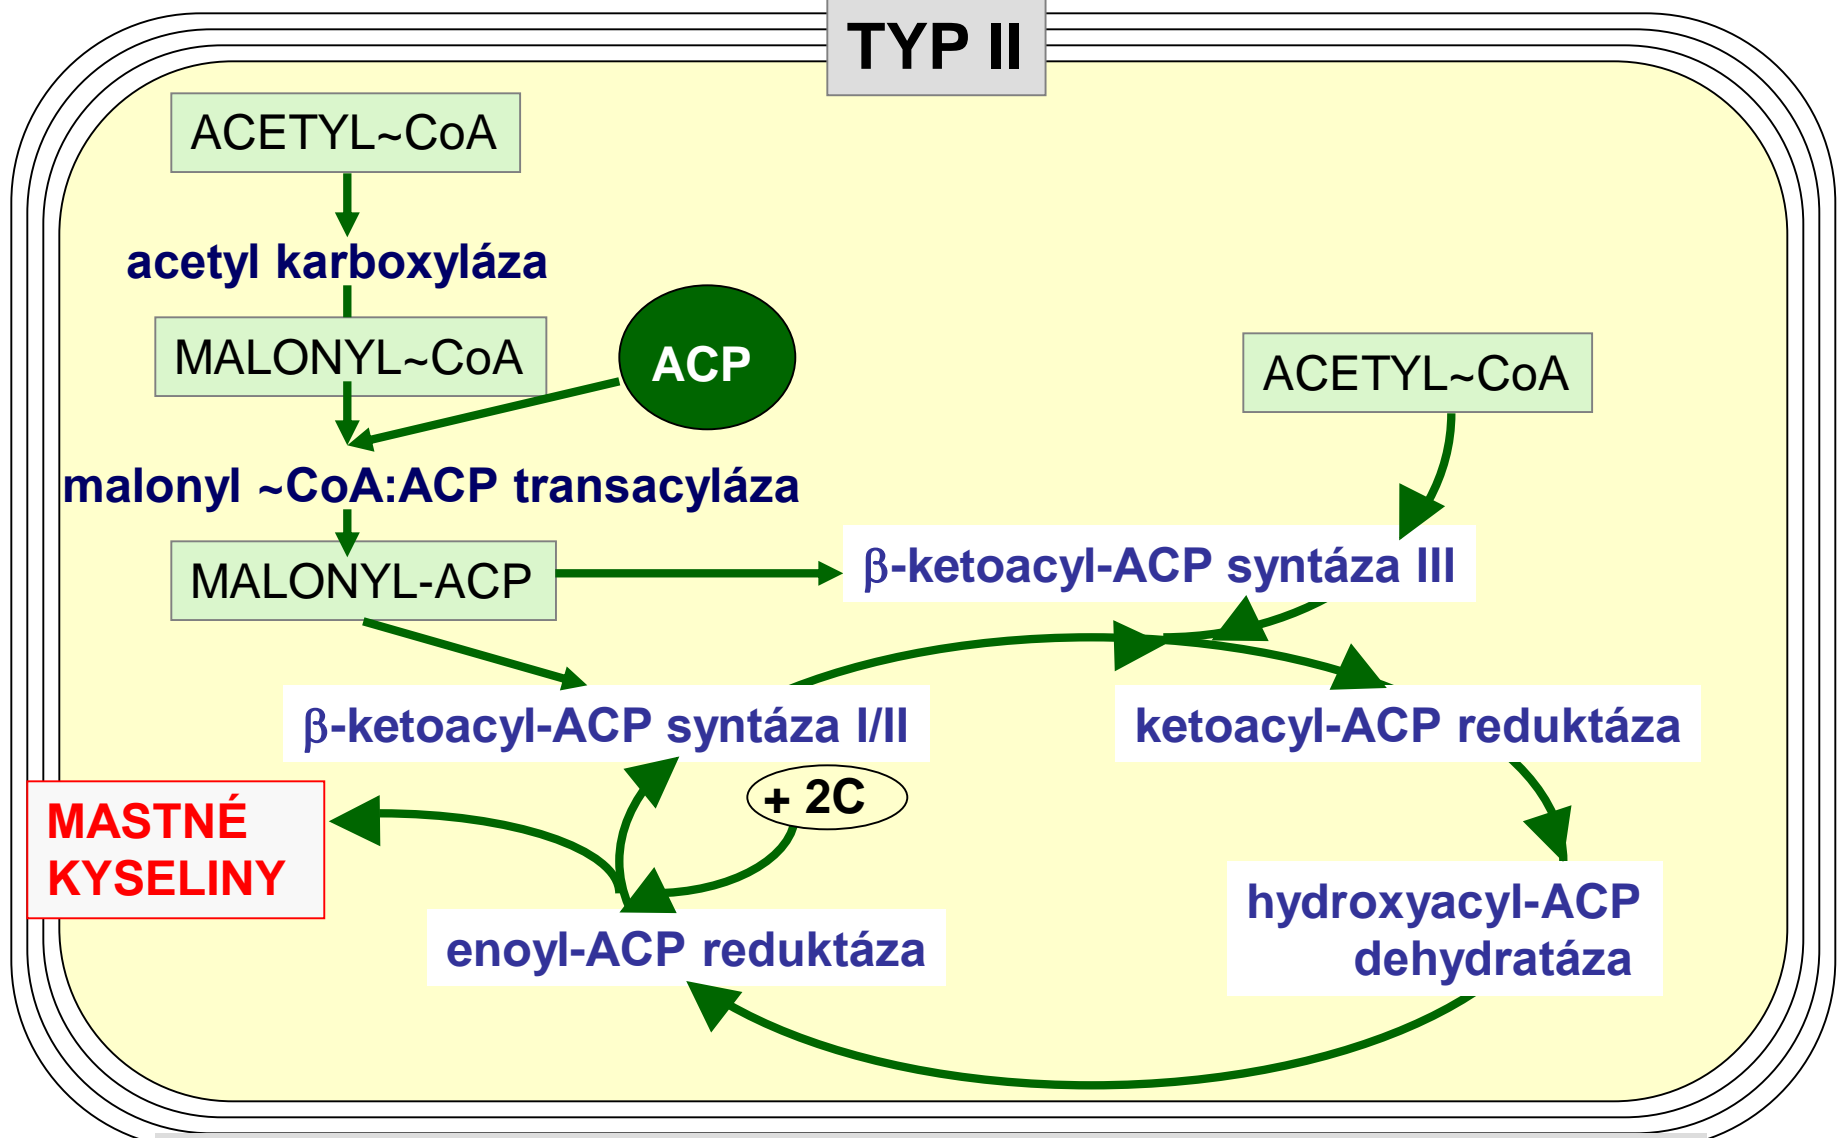 TYP II
ACETYL~CoA
acetyl karboxyláza
MALONYL~CoA
ACP
ACETYL~CoA
malonyl ~CoA:ACP transacyláza
MALONYL-ACP
β-ketoacyl-ACP syntáza III
β-ketoacyl-ACP syntáza I/II
ketoacyl-ACP reduktáza
+ 2C
MASTNÉ
KYSELINY
hydroxyacyl-ACP
dehydratáza
enoyl-ACP reduktáza